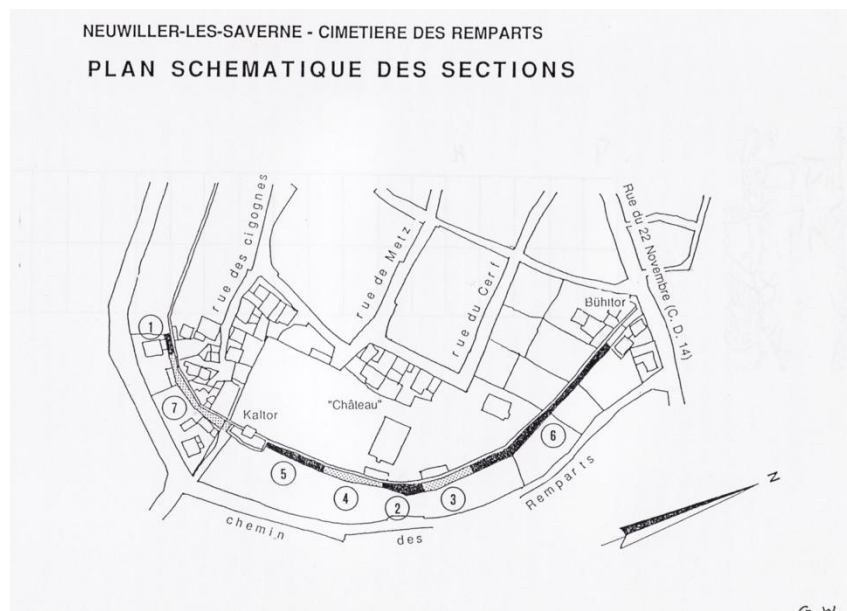 NEUWILLER-LES-SAVERNE - CIMETIERE DES REMPARTS
PLAN SCHEMATIQUE DES SECTIONS
rue des cigognes
rue de Metz
rue du Cerf
Rue du 22 Novembre (C. D. 14)
Bühltor
1
7
Kaltor
"Château"
5
4
2
3
6
chemin des Remparts
N
G W